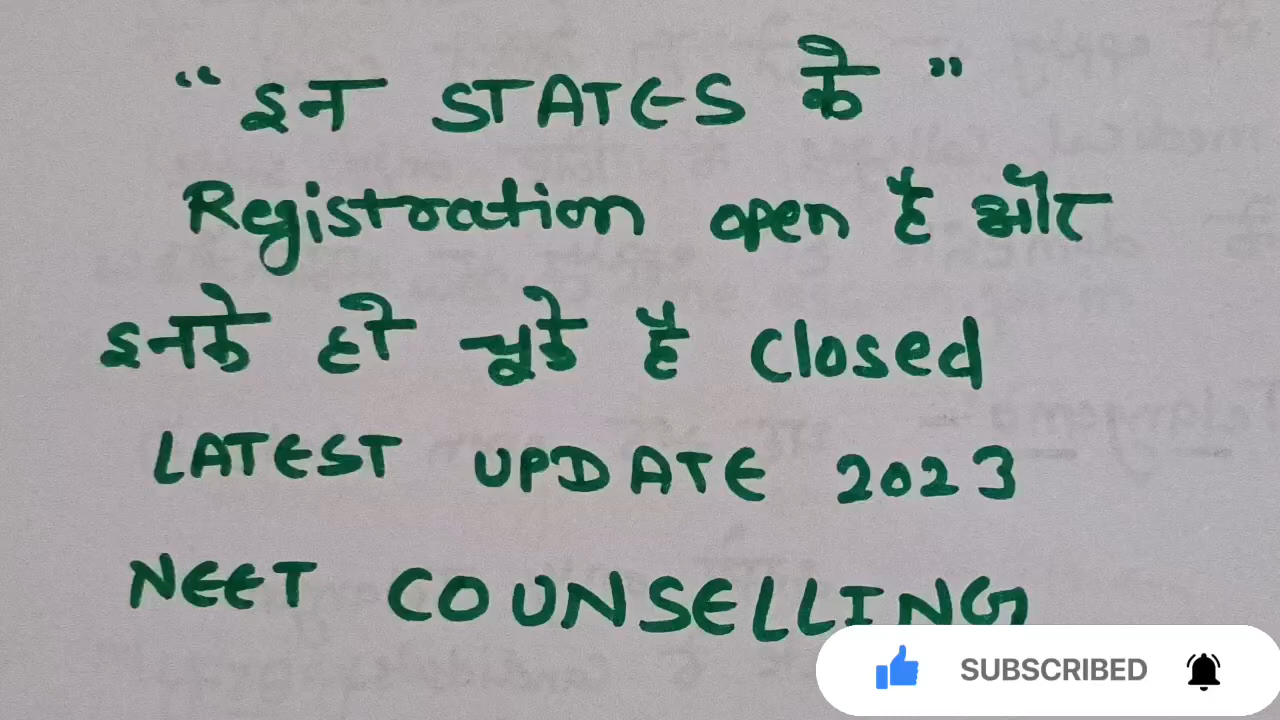 “इन STATES के”
Registration open है और
इनके हो चूके है Closed
LATEST UPDATE 2023
NEET COUNSELLING
SUBSCRIBED